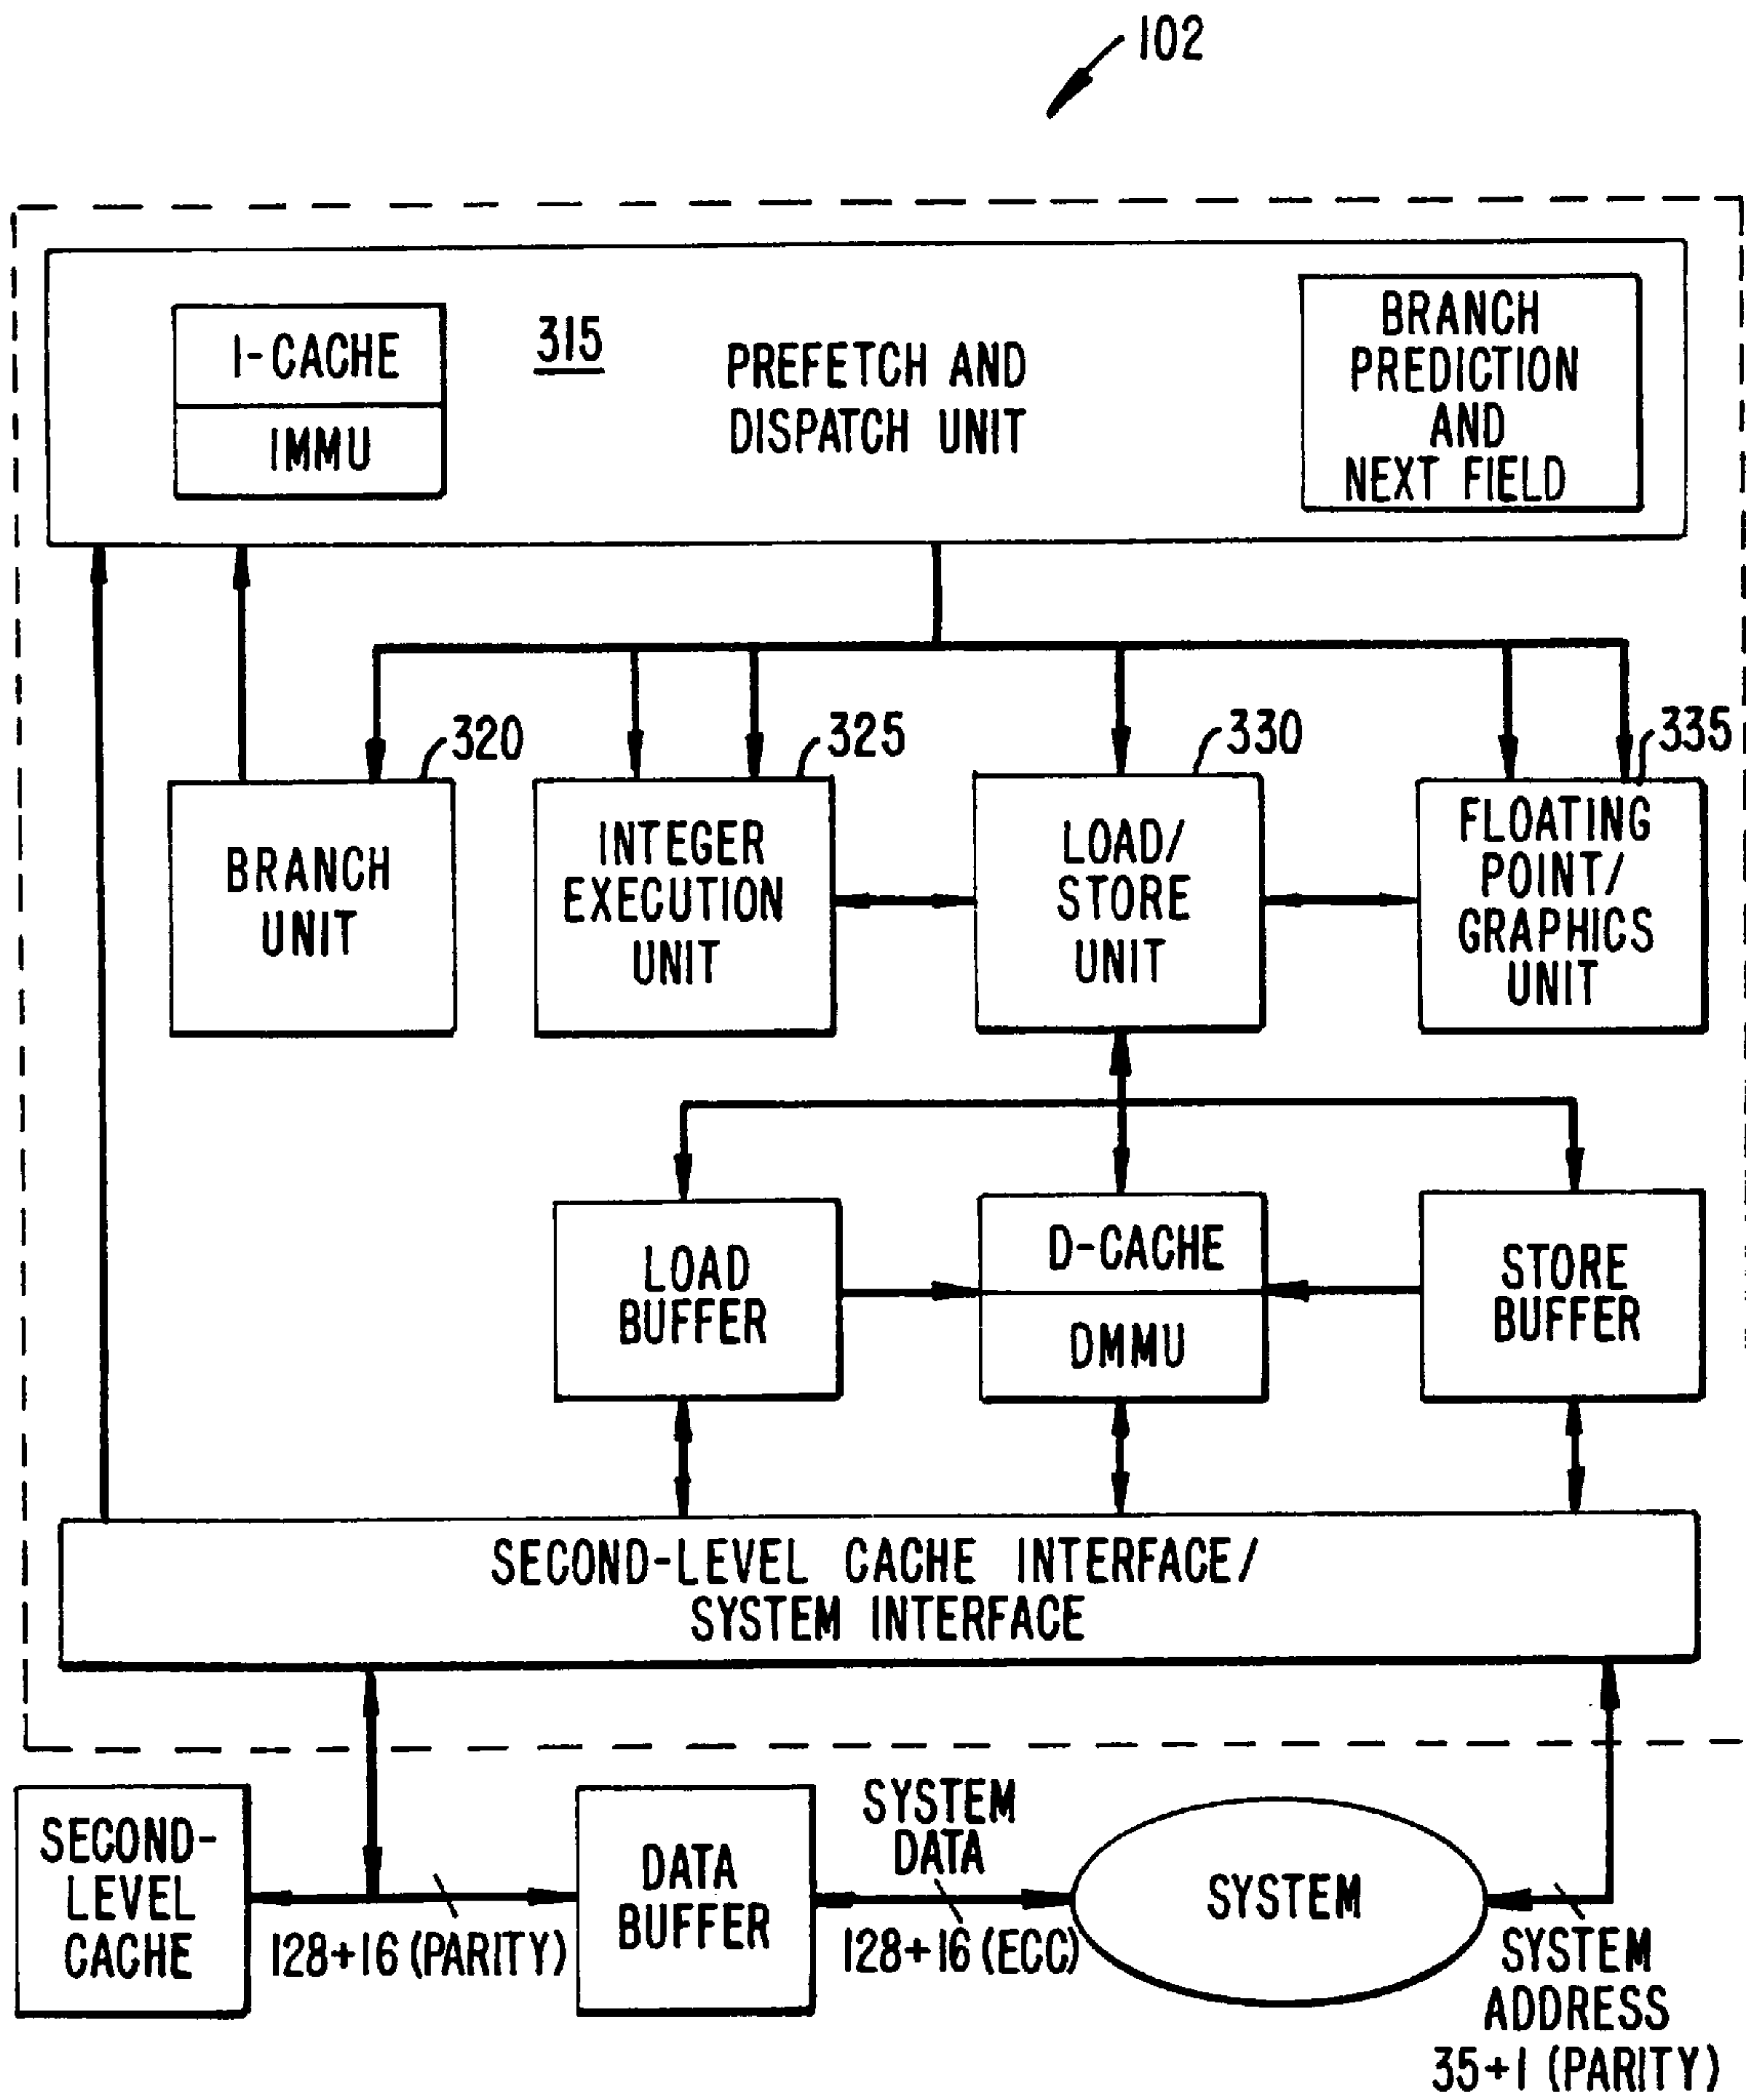 102
I-CACHE
IMMU
315
PREFETCH AND
DISPATCH UNIT
BRANCH
PREDICTION
AND
NEXT FIELD
320
325
330
335
BRANCH
UNIT
INTEGER
EXECUTION
UNIT
LOAD/
STORE
UNIT
FLOATING
POINT/
GRAPHICS
UNIT
LOAD
BUFFER
D-CACHE
DMMU
STORE
BUFFER
SECOND-LEVEL CACHE INTERFACE/
SYSTEM INTERFACE
SECOND-
LEVEL
CACHE
128+16 (PARITY)
DATA
BUFFER
SYSTEM
DATA
128+16 (ECC)
SYSTEM
SYSTEM
ADDRESS
35+1 (PARITY)